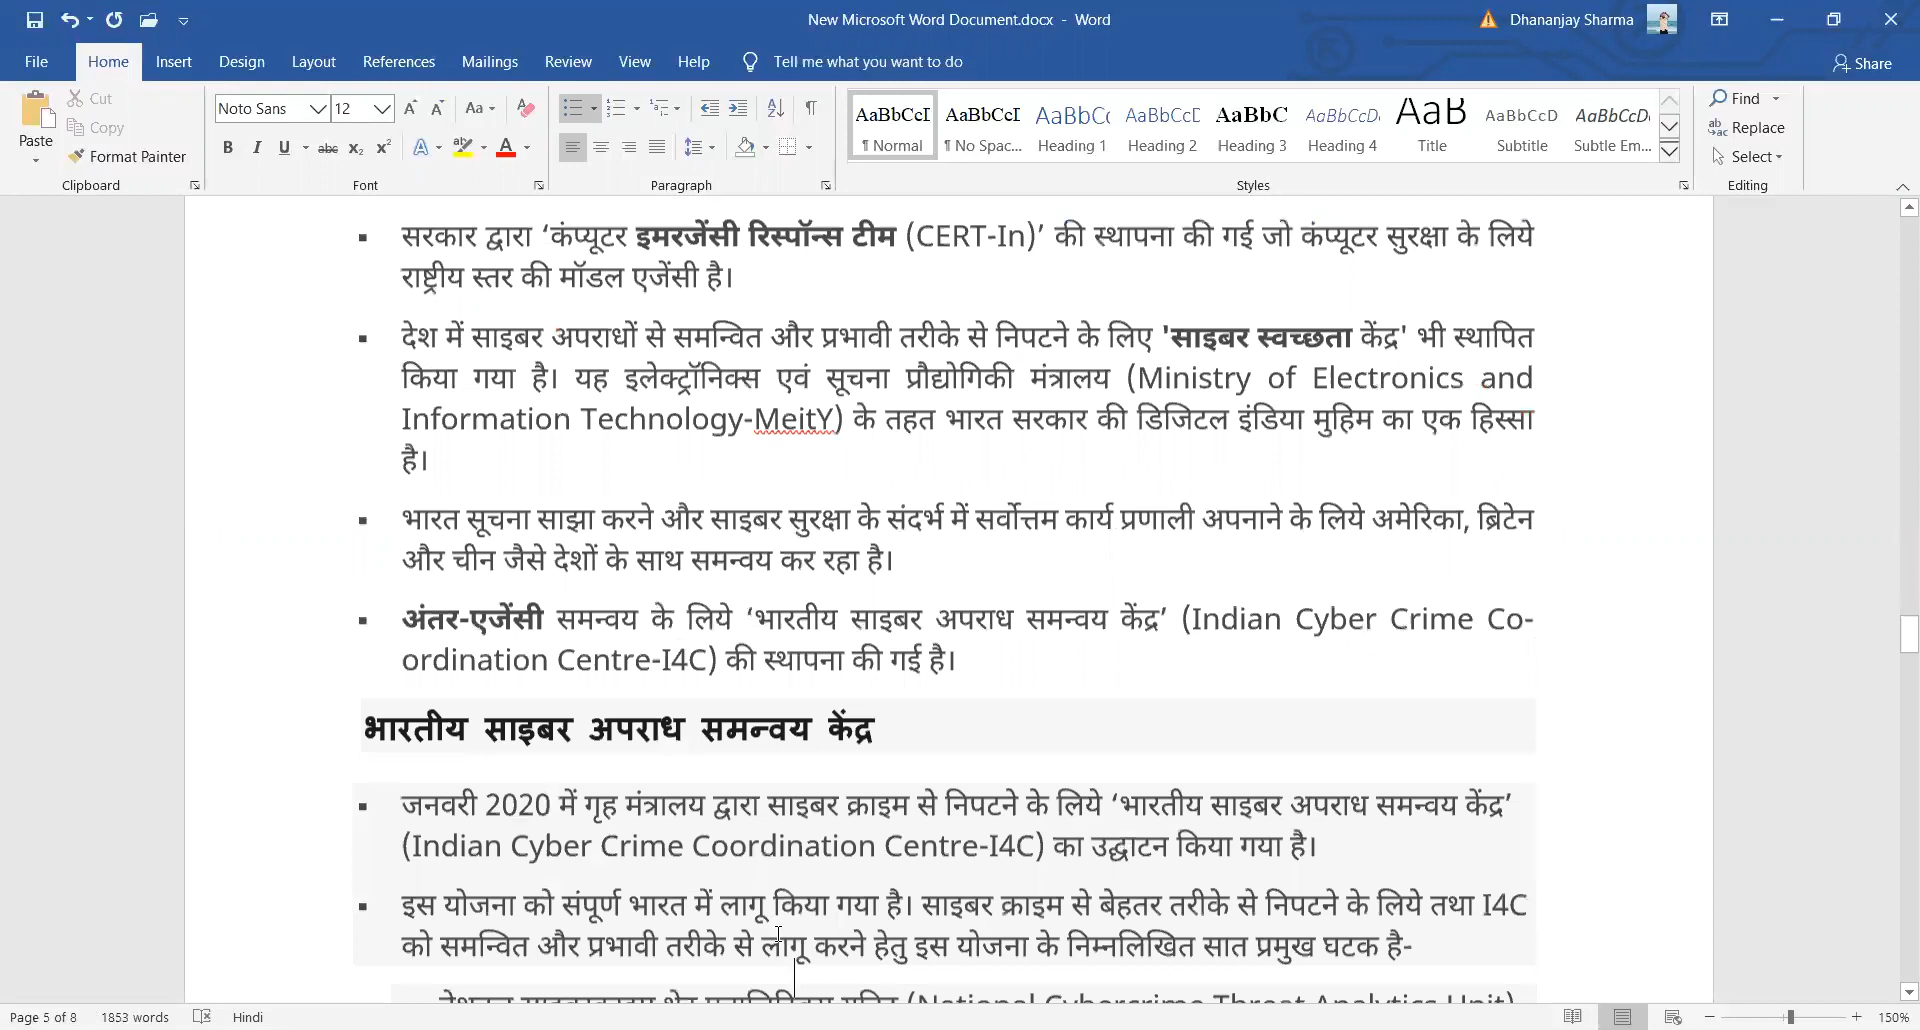 New Microsoft Word Document.docx - Word
Dhananjay Sharma
File Home Insert Design Layout References Mailings Review View Help Tell me what you want to do Share
Paste
Cut
Copy
Format Painter
Clipboard
Noto Sans 12
Font
Paragraph
AaBbCcI AaBbCcI AaBbC( AaBbCcD AaBbC AaBbCcD AaB AaBbCcD AaBbCcD
¶ Normal ¶ No Spac... Heading 1 Heading 2 Heading 3 Heading 4 Title Subtitle Subtle Em...
Styles
Find
Replace
Select
Editing
सरकार द्वारा ‘कंप्यूटर इमरजेंसी रिस्पॉन्स टीम (CERT-In)’ की स्थापना की गई जो कंप्यूटर सुरक्षा के लिये
राष्ट्रीय स्तर की मॉडल एजेंसी है।
देश में साइबर अपराधों से समन्वित और प्रभावी तरीके से निपटने के लिए 'साइबर स्वच्छता केंद्र' भी स्थापित
किया गया है। यह इलेक्ट्रॉनिक्स एवं सूचना प्रौद्योगिकी मंत्रालय (Ministry of Electronics and
Information Technology-MeitY) के तहत भारत सरकार की डिजिटल इंडिया मुहिम का एक हिस्सा
है।
भारत सूचना साझा करने और साइबर सुरक्षा के संदर्भ में सर्वोत्तम कार्य प्रणाली अपनाने के लिये अमेरिका, ब्रिटेन
और चीन जैसे देशों के साथ समन्वय कर रहा है।
अंतर-एजेंसी समन्वय के लिये ‘भारतीय साइबर अपराध समन्वय केंद्र’ (Indian Cyber Crime Co-
ordination Centre-I4C) की स्थापना की गई है।
भारतीय साइबर अपराध समन्वय केंद्र
जनवरी 2020 में गृह मंत्रालय द्वारा साइबर क्राइम से निपटने के लिये ‘भारतीय साइबर अपराध समन्वय केंद्र’
(Indian Cyber Crime Coordination Centre-I4C) का उद्घाटन किया गया है।
इस योजना को संपूर्ण भारत में लागू किया गया है। साइबर क्राइम से बेहतर तरीके से निपटने के लिये तथा I4C
को समन्वित और प्रभावी तरीके से लागू करने हेतु इस योजना के निम्नलिखित सात प्रमुख घटक है-
(National Cybercrime Threat Analytics Unit)
Page 5 of 8 1853 words Hindi 150%